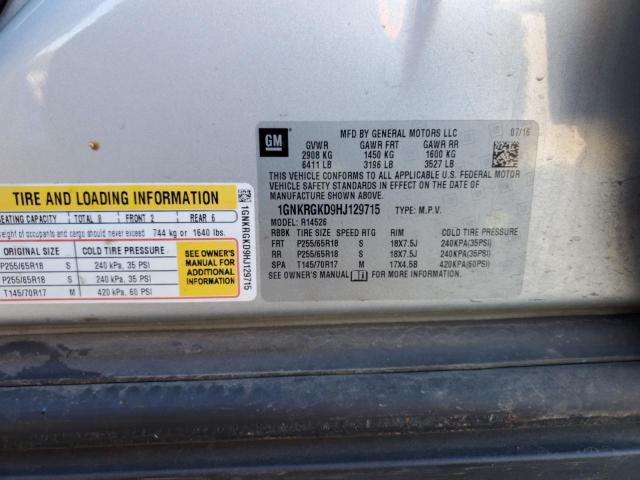 GM
MFD BY GENERAL MOTORS LLC 07/16
GVWR GAWR FRT GAWR RR
2908 KG 1450 KG 1600 KG
6411 LB 3196 LB 3527 LB
THIS VEHICLE CONFORMS TO ALL APPLICABLE U.S. FEDERAL MOTOR
VEHICLE SAFETY STANDARDS IN EFFECT ON THE DATE OF
MANUFACTURE SHOWN ABOVE.
1GNKRGKD9HJ129715 TYPE: M.P.V.
MODEL: R14526
RBBK TIRE SIZE SPEED RTG RIM COLD TIRE PRESSURE
FRT P255/65R18 S 18X7.5J 240KPA(35PSI)
RR P255/65R18 S 18X7.5J 240KPA(35PSI)
SPA T145/70R17 M 17X4.5B 420KPA(60PSI)
SEE OWNER'S MANUAL FOR MORE INFORMATION.
TIRE AND LOADING INFORMATION
SEATING CAPACITY TOTAL 8 FRONT 2 REAR 6
weight of occupants and cargo should never exceed 744 kg or 1640 lbs.
ORIGINAL SIZE COLD TIRE PRESSURE
P255/65R18 S 240 kPa, 35 PSI
P255/65R18 S 240 kPa, 35 PSI
T145/70R17 M 420 kPa, 60 PSI
SEE OWNER'S
MANUAL FOR
ADDITIONAL
INFORMATION
1GNKRGKD9HJ129715